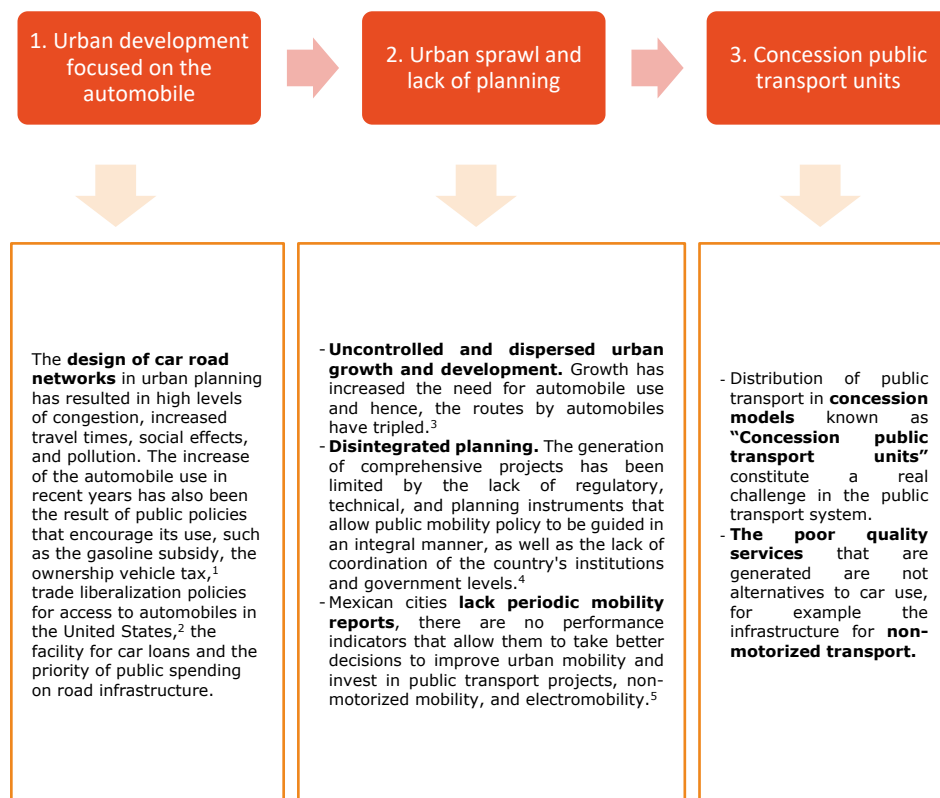 1. Urban development
focused on the
automobile
2. Urban sprawl and
lack of planning
3. Concession public
transport units
The design of car road
networks in urban planning
has resulted in high levels
of congestion, increased
travel times, social effects,
and pollution. The increase
of the automobile use in
recent years has also been
the result of public policies
that encourage its use, such
as the gasoline subsidy, the
ownership vehicle tax,¹
trade liberalization policies
for access to automobiles in
the United States,² the
facility for car loans and the
priority of public spending
on road infrastructure.
- Uncontrolled and dispersed urban
growth and development. Growth has
increased the need for automobile use
and hence, the routes by automobiles
have tripled.³
- Disintegrated planning. The generation
of comprehensive projects has been
limited by the lack of regulatory,
technical, and planning instruments that
allow public mobility policy to be guided in
an integral manner, as well as the lack of
coordination of the country's institutions
and government levels.⁴
- Mexican cities lack periodic mobility
reports, there are no performance
indicators that allow them to take better
decisions to improve urban mobility and
invest in public transport projects, non-
motorized mobility, and electromobility.⁵
- Distribution of public
transport in concession
models known as
“Concession public
transport units”
constitute a real
challenge in the public
transport system.
- The poor quality
services that are
generated are not
alternatives to car use,
for example the
infrastructure for non-
motorized transport.